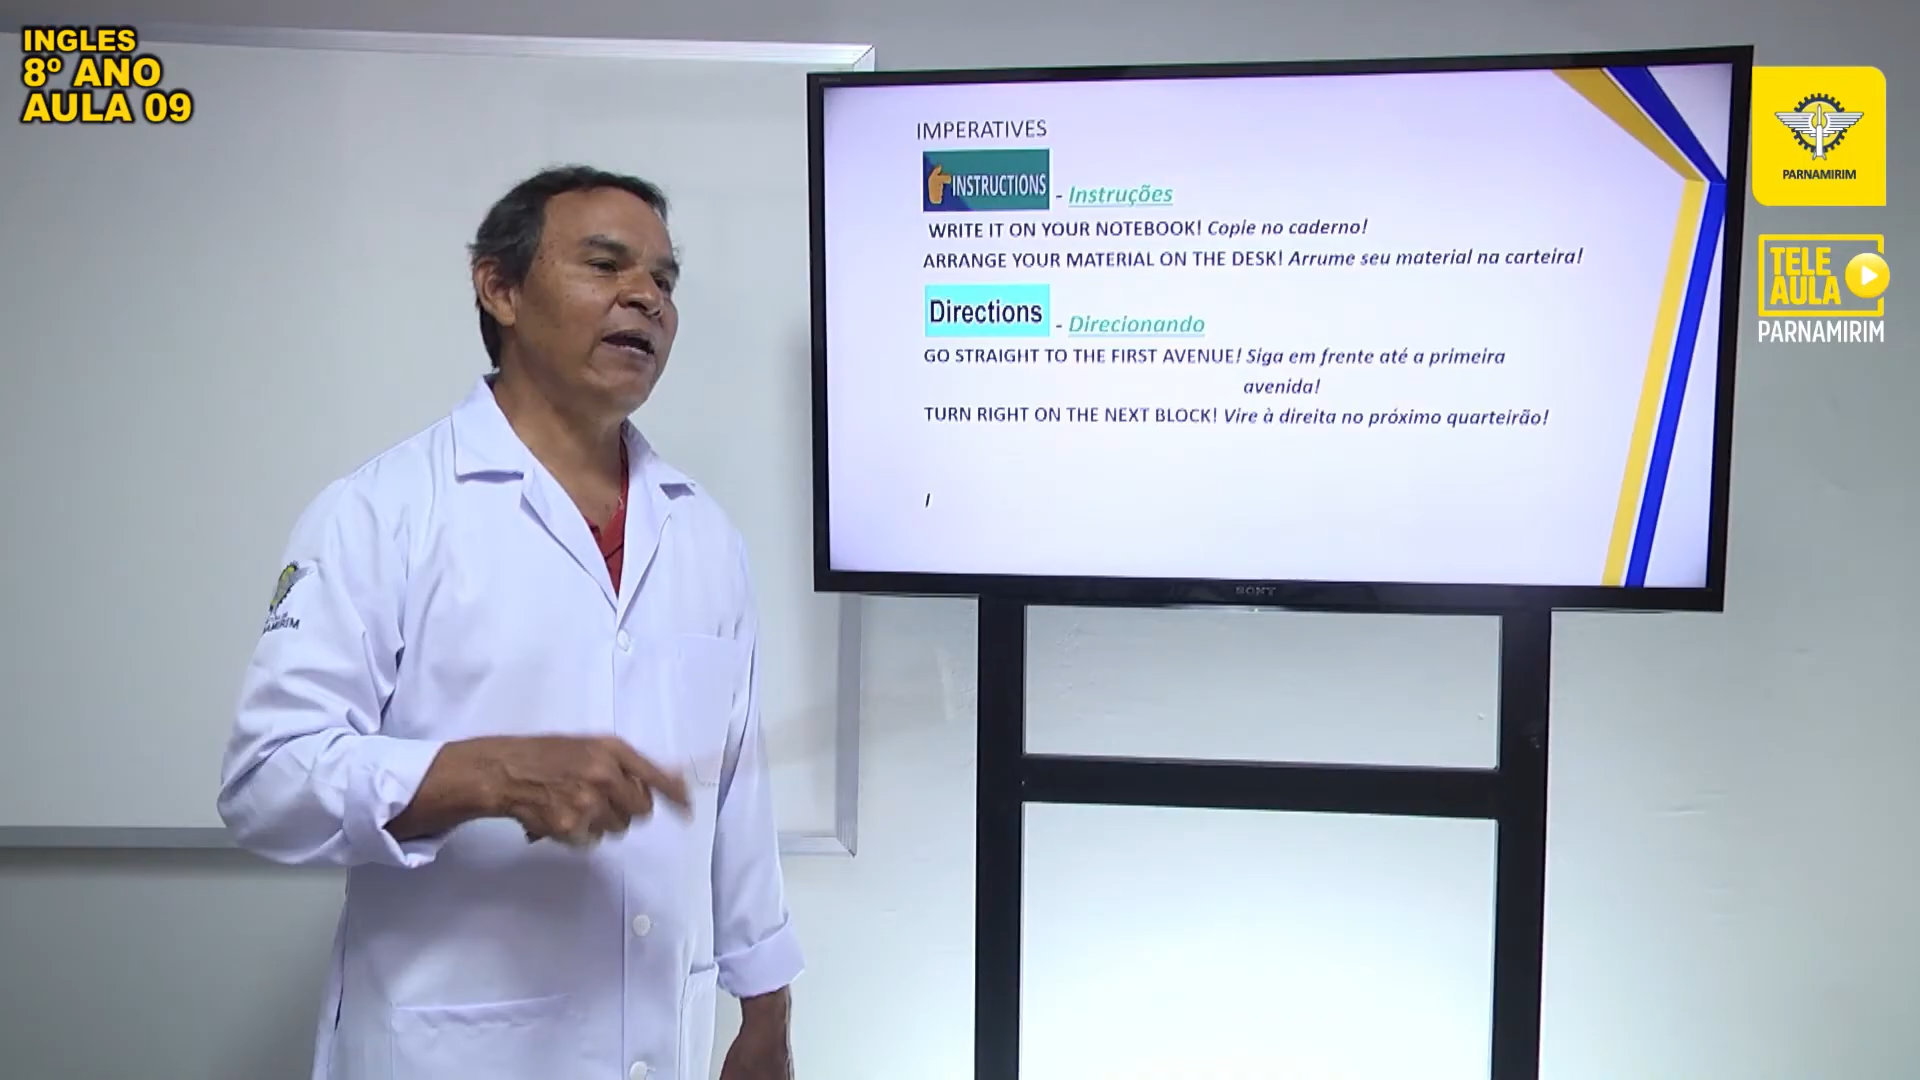 INGLES
8º ANO
AULA 09
IMPERATIVES
INSTRUCTIONS - Instruções
WRITE IT ON YOUR NOTEBOOK! Copie no caderno!
ARRANGE YOUR MATERIAL ON THE DESK! Arrume seu material na carteira!
Directions - Direcionando
GO STRAIGHT TO THE FIRST AVENUE! Siga em frente até a primeira
avenida!
TURN RIGHT ON THE NEXT BLOCK! Vire à direita no próximo quarteirão!
I
SONY
PARNAMIRIM
TELE
AULA
PARNAMIRIM